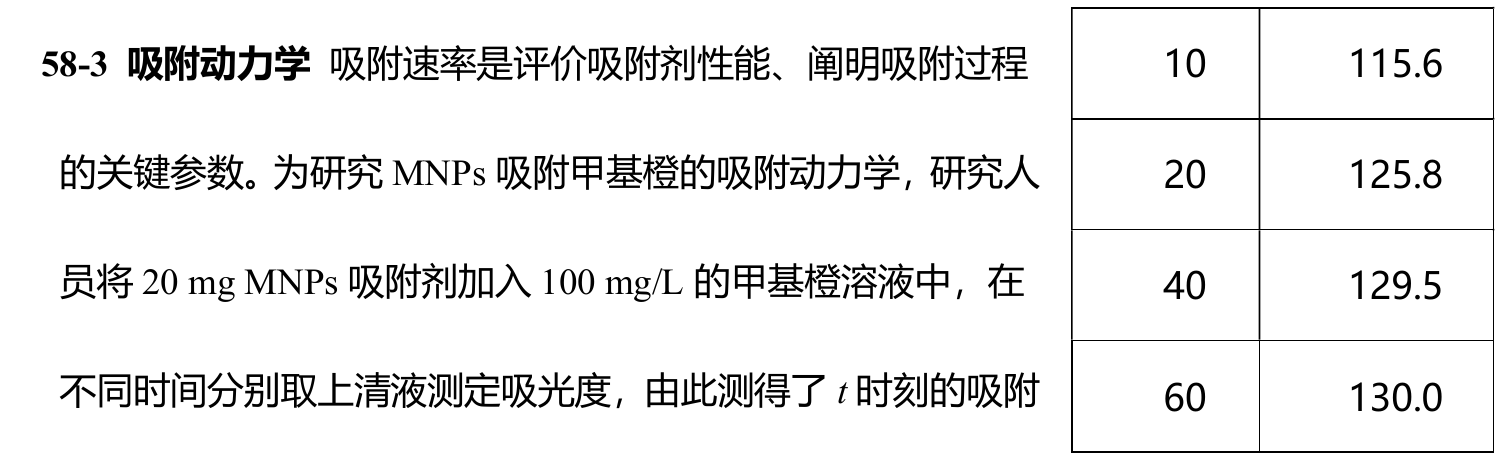 58-3 吸附动力学 吸附速率是评价吸附剂性能、阐明吸附过程
的关键参数。为研究 MNPs 吸附甲基橙的吸附动力学，研究人
员将 20 mg MNPs 吸附剂加入 100 mg/L 的甲基橙溶液中，在
不同时间分别取上清液测定吸光度，由此测得了 t 时刻的吸附
10 115.6
20 125.8
40 129.5
60 130.0